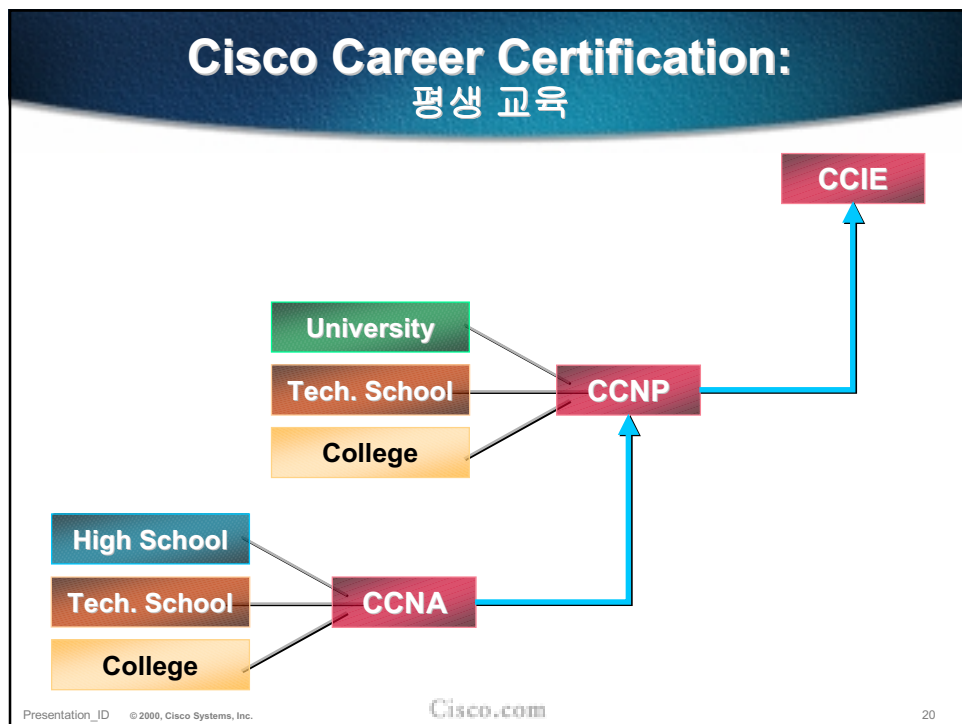 Cisco Career Certification:
평생 교육
CCIE
University
Tech. School
CCNP
College
High School
Tech. School
CCNA
College
Presentation_ID © 2000, Cisco Systems, Inc.
Cisco.com
20